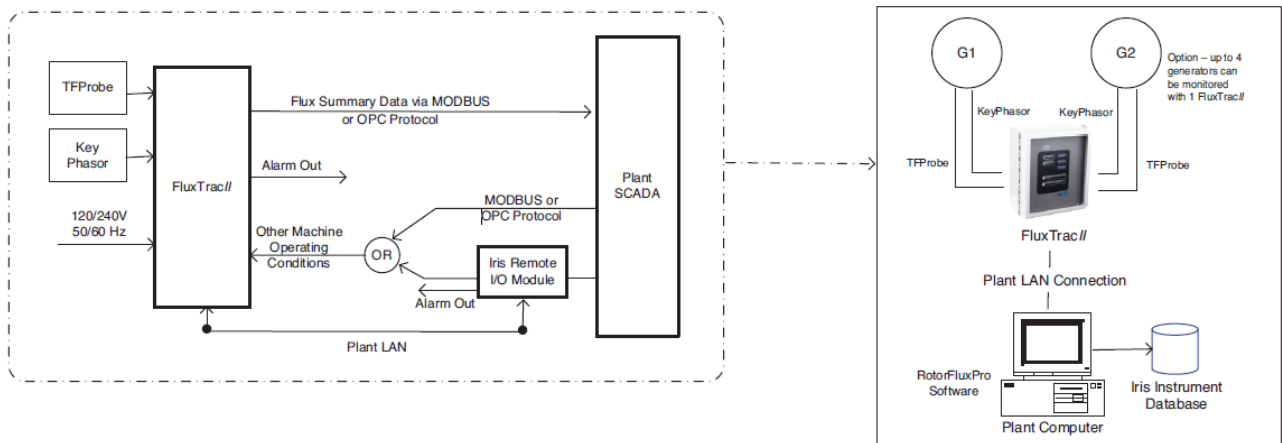 TFProbe
Key
Phasor
120/240V
50/60 Hz
FluxTracII
Flux Summary Data via MODBUS
or OPC Protocol
Alarm Out
MODBUS or
OPC Protocol
Other Machine
Operating
Conditions
OR
Iris Remote
I/O Module
Alarm Out
Plant LAN
Plant
SCADA
G1
G2
Option – up to 4
generators can
be monitored
with 1 FluxTracII
KeyPhasor
KeyPhasor
TFProbe
TFProbe
FluxTracII
Plant LAN Connection
RotorFluxPro
Software
Plant Computer
Iris Instrument
Database